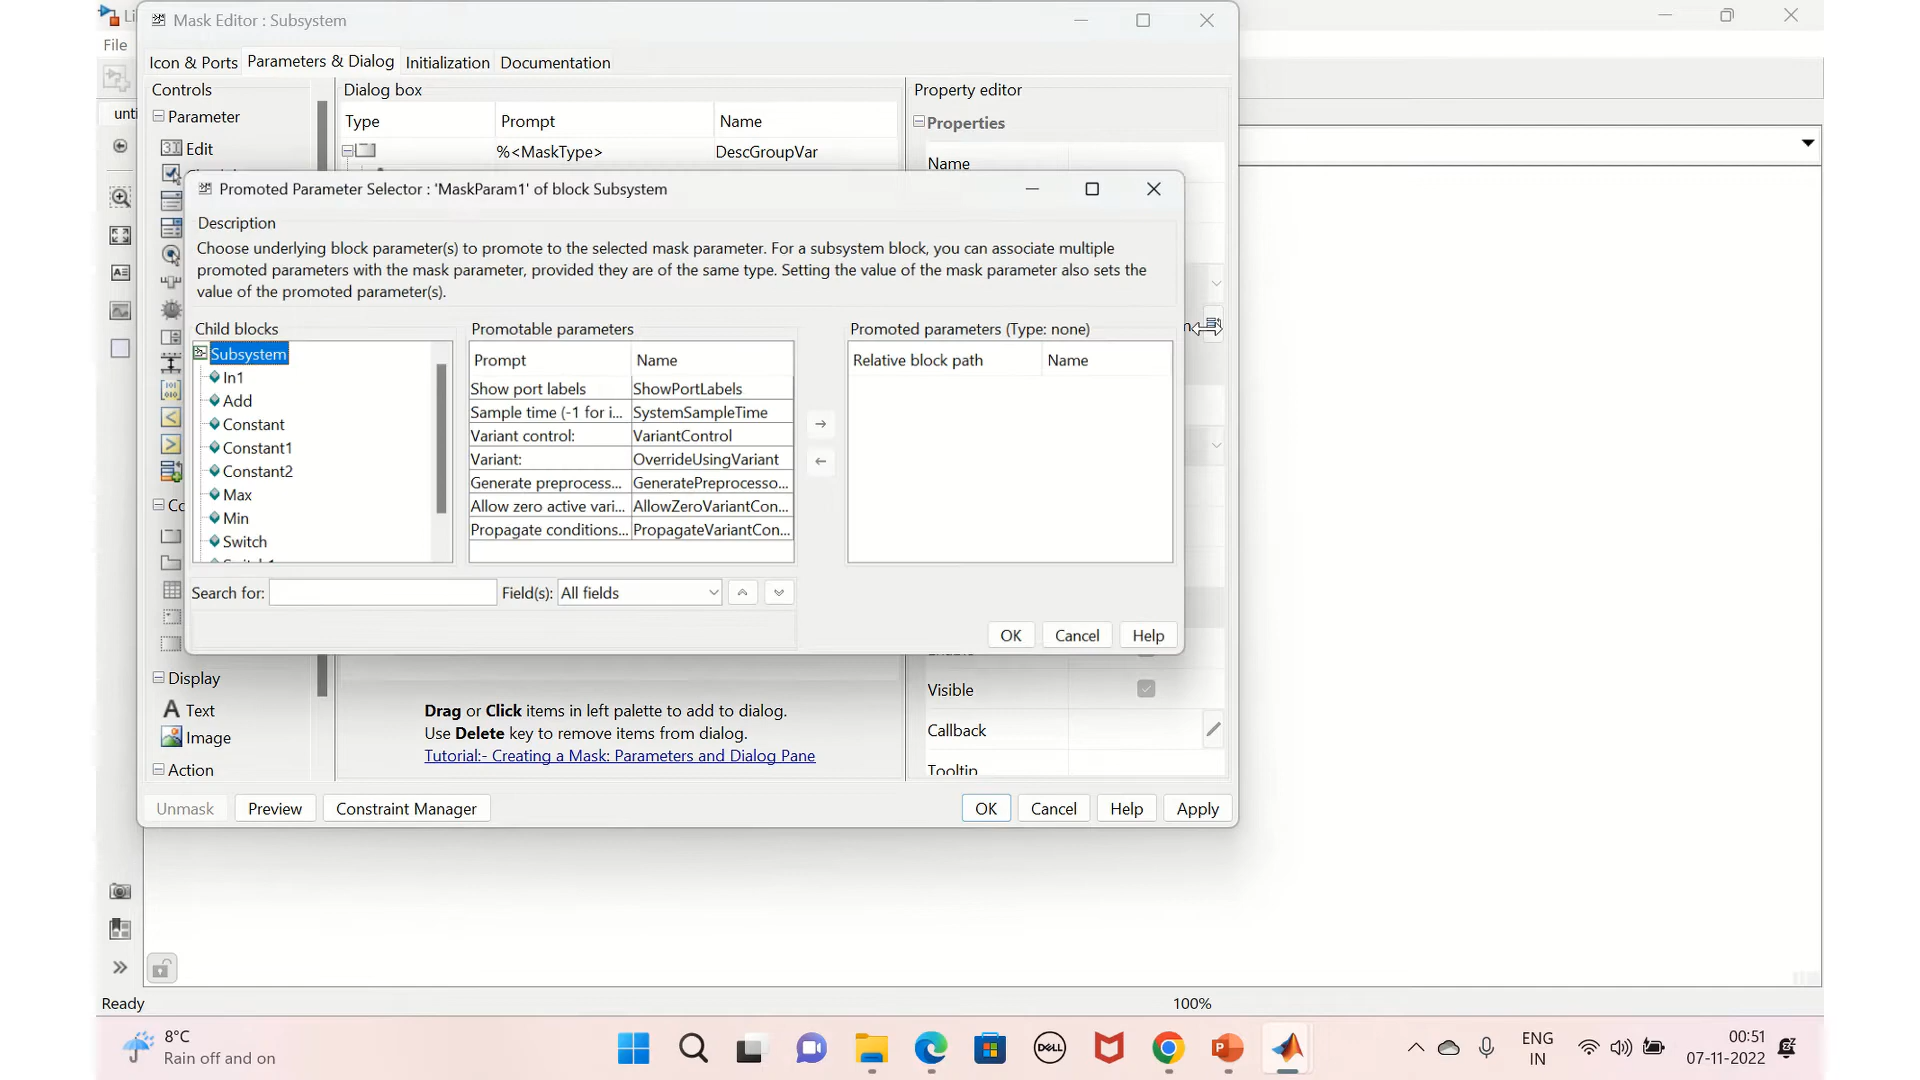 Li
Mask Editor : Subsystem
File
Icon & Ports
Parameters & Dialog
Initialization
Documentation
Controls
Dialog box
Property editor
unti
Parameter
Type
Prompt
Name
Properties
Edit
%<MaskType>
DescGroupVar
Name
Promoted Parameter Selector : 'MaskParam1' of block Subsystem
Description
Choose underlying block parameter(s) to promote to the selected mask parameter. For a subsystem block, you can associate multiple
promoted parameters with the mask parameter, provided they are of the same type. Setting the value of the mask parameter also sets the
value of the promoted parameter(s).
Child blocks
Promotable parameters
Promoted parameters (Type: none)
Subsystem
In1
Add
Constant
Constant1
Constant2
Max
Min
Switch
Prompt
Name
Show port labels
ShowPortLabels
Sample time (-1 for i...
SystemSampleTime
Variant control:
VariantControl
Variant:
OverrideUsingVariant
Generate preprocess...
GeneratePreprocesso...
Allow zero active vari...
AllowZeroVariantCon...
Propagate conditions...
PropagateVariantCon...
Relative block path
Name
Search for:
Field(s):
All fields
OK
Cancel
Help
Co
Display
Text
Image
Action
Drag or Click items in left palette to add to dialog.
Use Delete key to remove items from dialog.
Tutorial:- Creating a Mask: Parameters and Dialog Pane
Visible
Callback
Tooltip
Unmask
Preview
Constraint Manager
OK
Cancel
Help
Apply
Ready
100%
8°C
Rain off and on
DELL
ENG
IN
00:51
07-11-2022